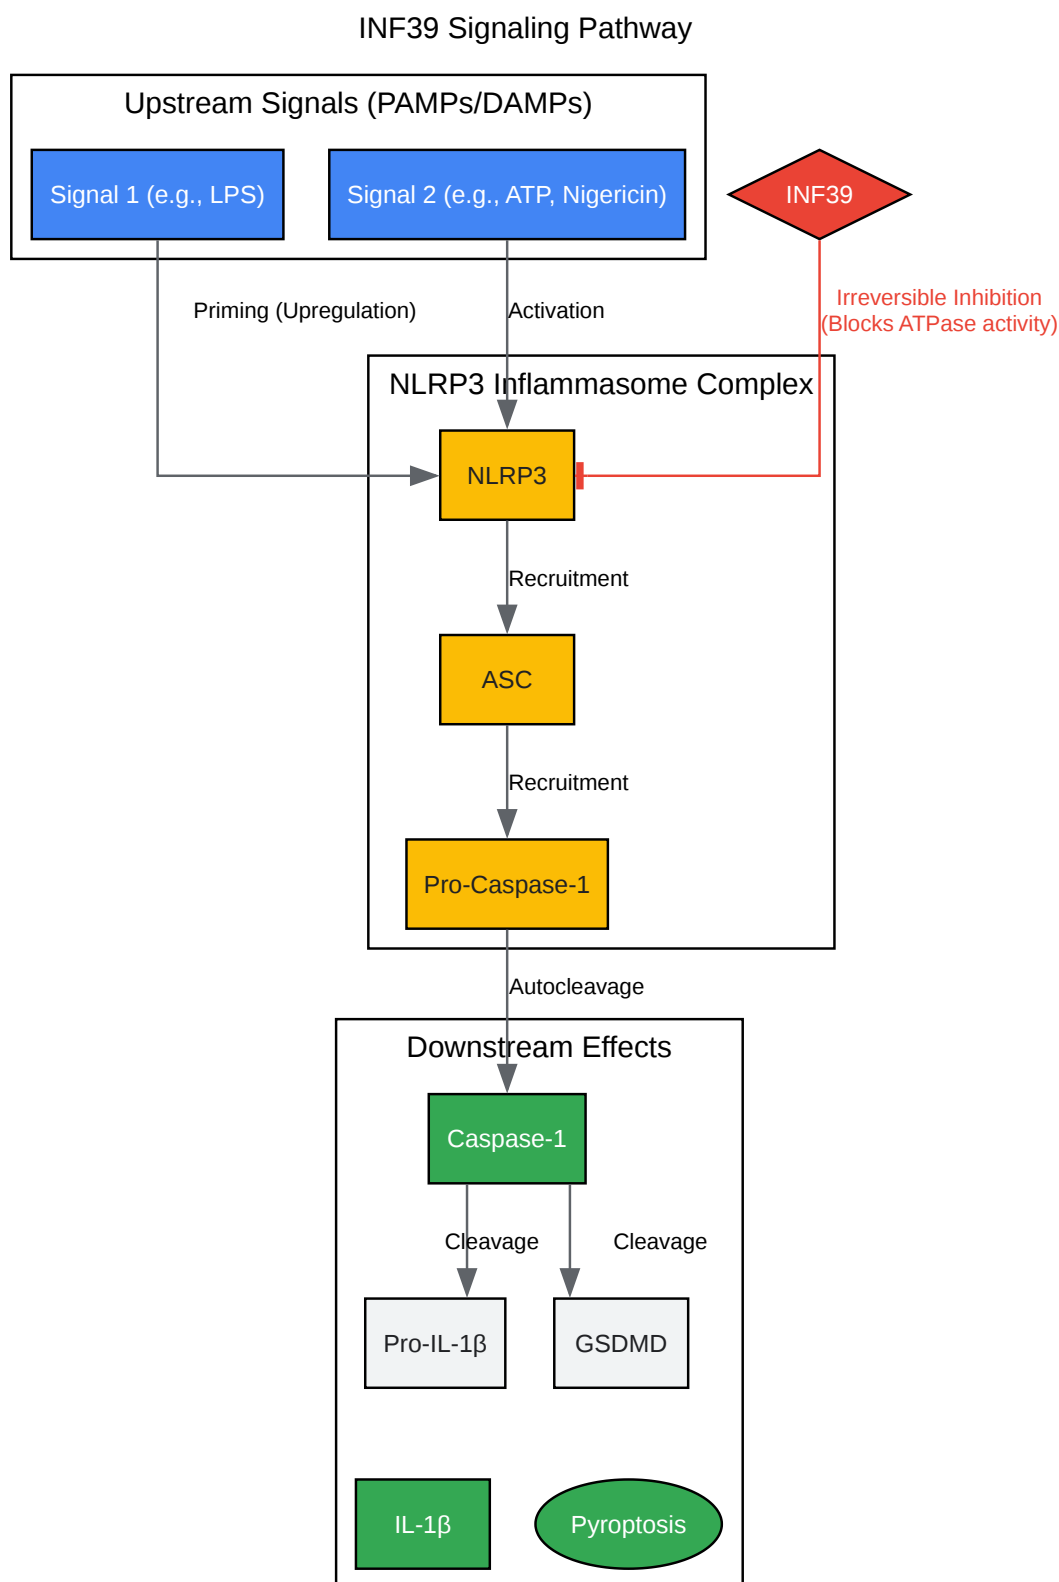 INF39 Signaling Pathway
Upstream Signals (PAMPs/DAMPs)
Signal 1 (e.g., LPS)
Signal 2 (e.g., ATP, Nigericin)
INF39
Priming (Upregulation)
Activation
Irreversible Inhibition
(Blocks ATPase activity)
NLRP3 Inflammasome Complex
NLRP3
Recruitment
ASC
Recruitment
Pro-Caspase-1
Autocleavage
Downstream Effects
Caspase-1
Cleavage
Cleavage
Pro-IL-1β
GSDMD
IL-1β
Pyroptosis